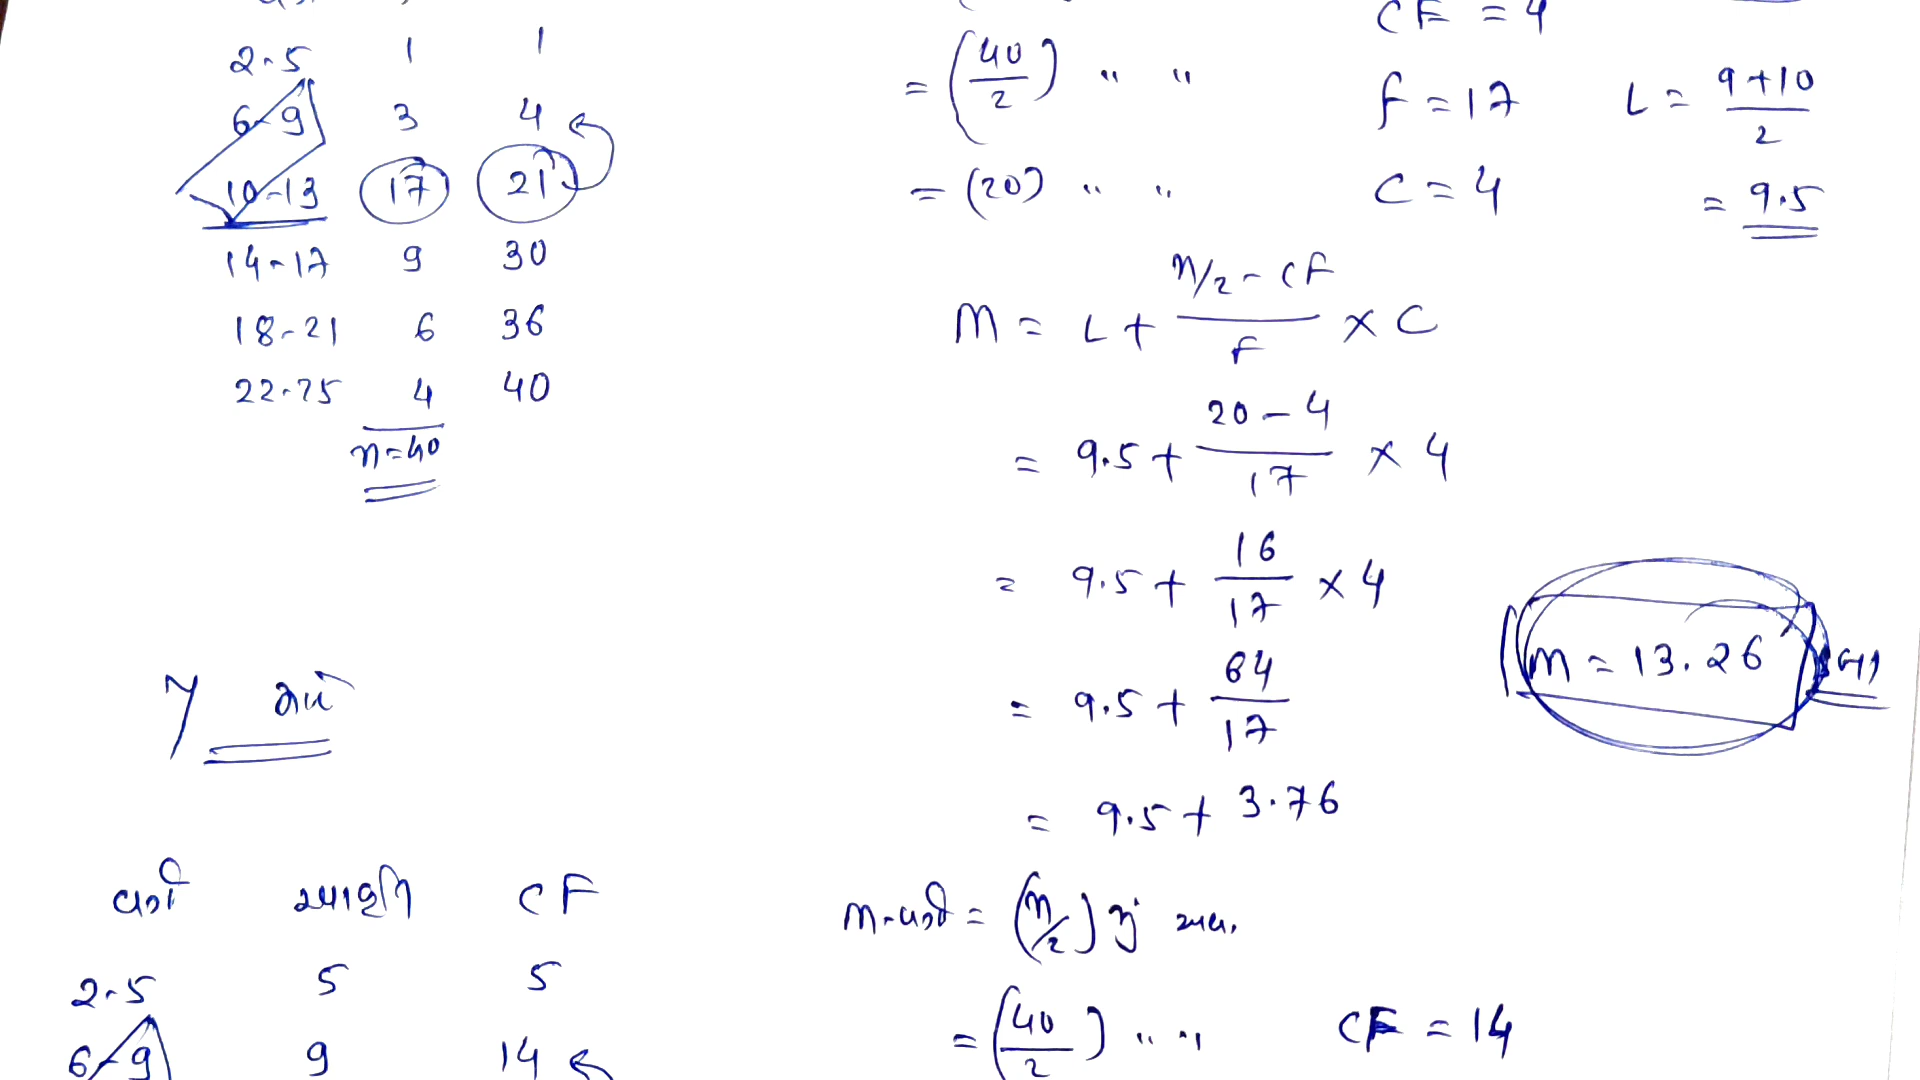 2-5 1 1
6-9 3 4
10-13 17 21
14-17 9 30
18-21 6 36
22-25 4 40
n=40
= (40/2) " "
= (20) " "
CF = 4
f = 17
C = 4
L = 9+10/2
= 9.5
M = L + n/2 - CF / F × C
= 9.5 + 20-4/17 × 4
= 9.5 + 16/17 × 4
= 9.5 + 64/17
= 9.5 + 3.76
m = 13.26
Y માટે
વર્ગ આવૃત્તિ CF
2-5 5 5
6-9 9 14
m-વર્ગ = (n/2) નું અવ.
= (40/2) " "
CF = 14